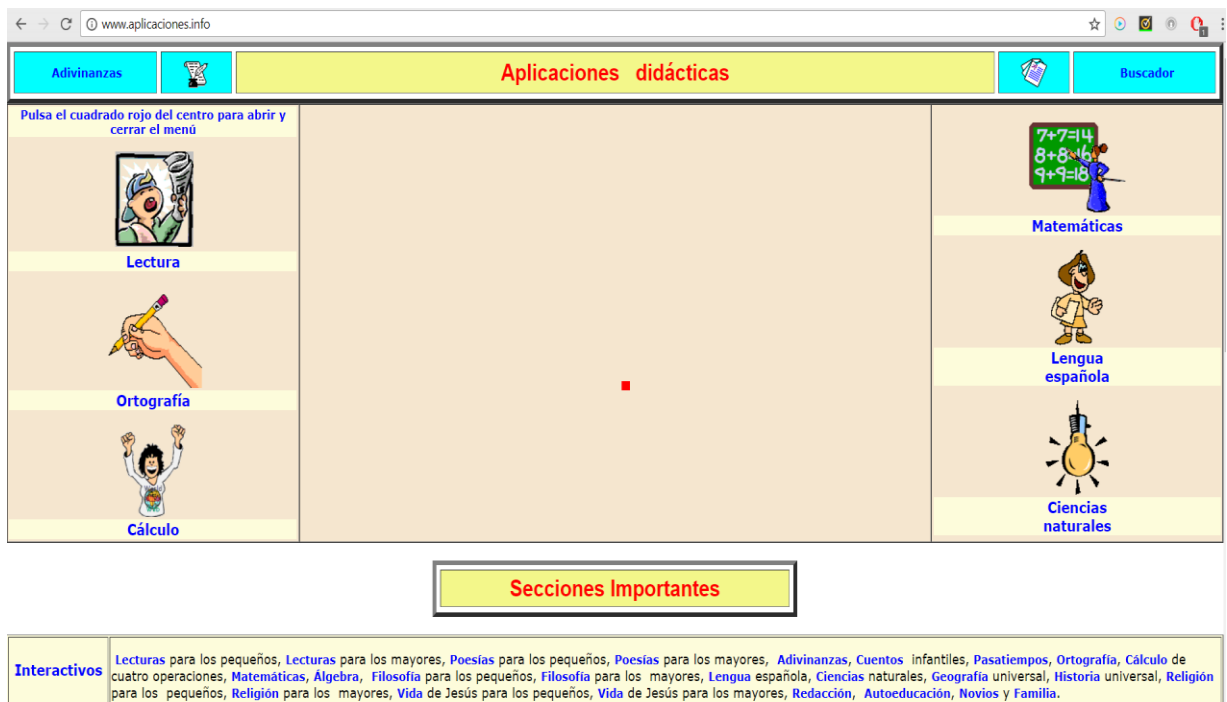 www.aplicaciones.info
1
Adivinanzas
Aplicaciones didácticas
Buscador
Pulsa el cuadrado rojo del centro para abrir y
cerrar el menú
Lectura
Ortografía
Cálculo
7+7=14
8+8=16
9+9=18
Matemáticas
Lengua
española
Ciencias
naturales
Secciones Importantes
Interactivos
Lecturas para los pequeños, Lecturas para los mayores, Poesías para los pequeños, Poesías para los mayores, Adivinanzas, Cuentos infantiles, Pasatiempos, Ortografía, Cálculo de
cuatro operaciones, Matemáticas, Álgebra, Filosofía para los pequeños, Filosofía para los mayores, Lengua española, Ciencias naturales, Geografía universal, Historia universal, Religión
para los pequeños, Religión para los mayores, Vida de Jesús para los pequeños, Vida de Jesús para los mayores, Redacción, Autoeducación, Novios y Familia.